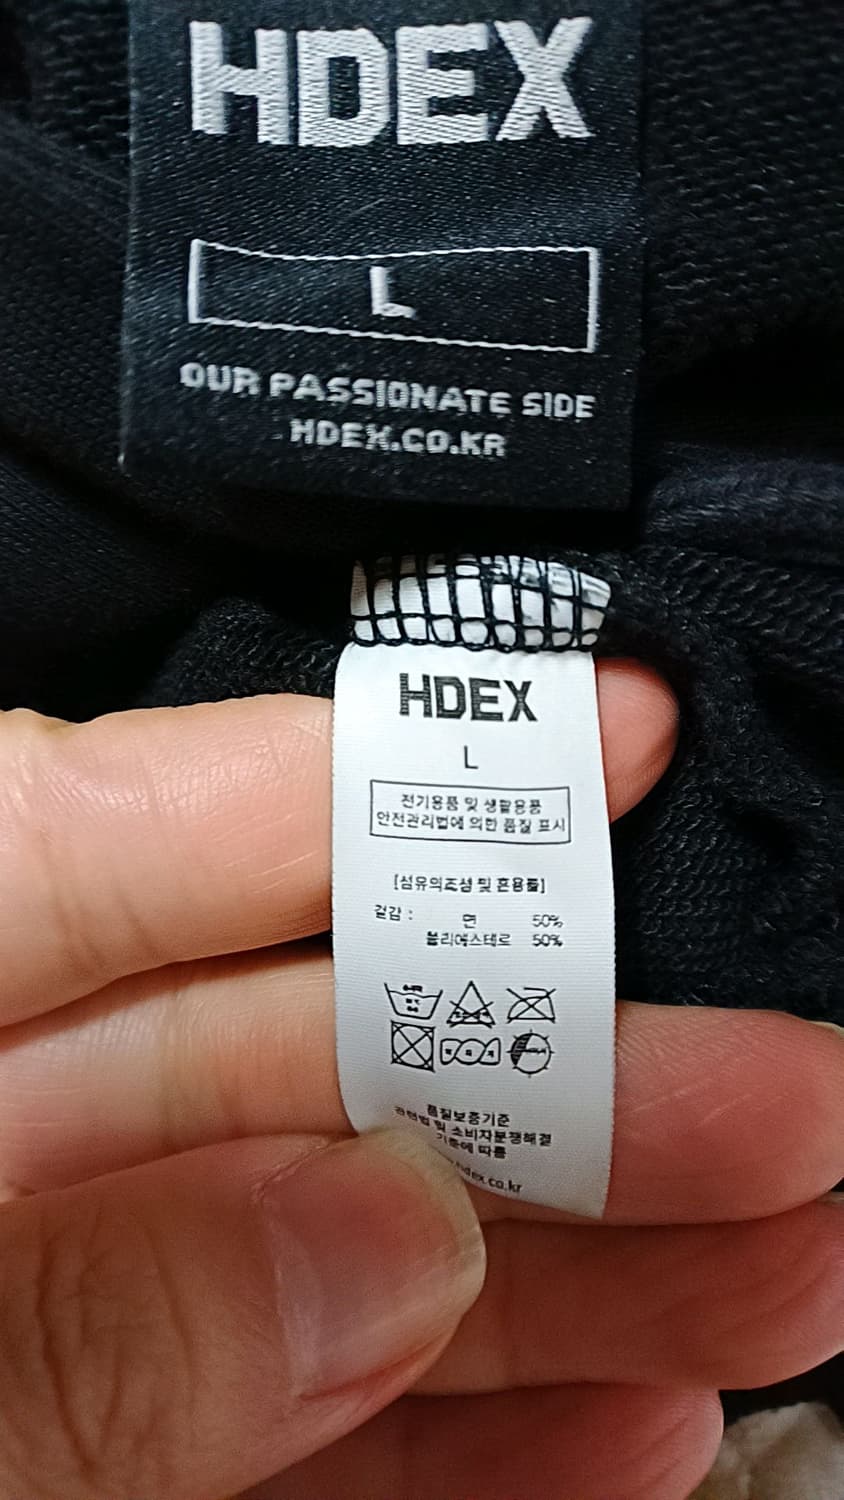 HDEX
L
OUR PASSIONATE SIDE
HDEX.CO.KR
HDEX
L
전기용품 및 생활용품
안전관리법에 의한 품질 표시
[섬유의조성 및 혼용률]
겉감 : 면 50%
폴리에스테르 50%
품질보증기준
관련법 및 소비자분쟁해결
기준에 따름
hdex.co.kr